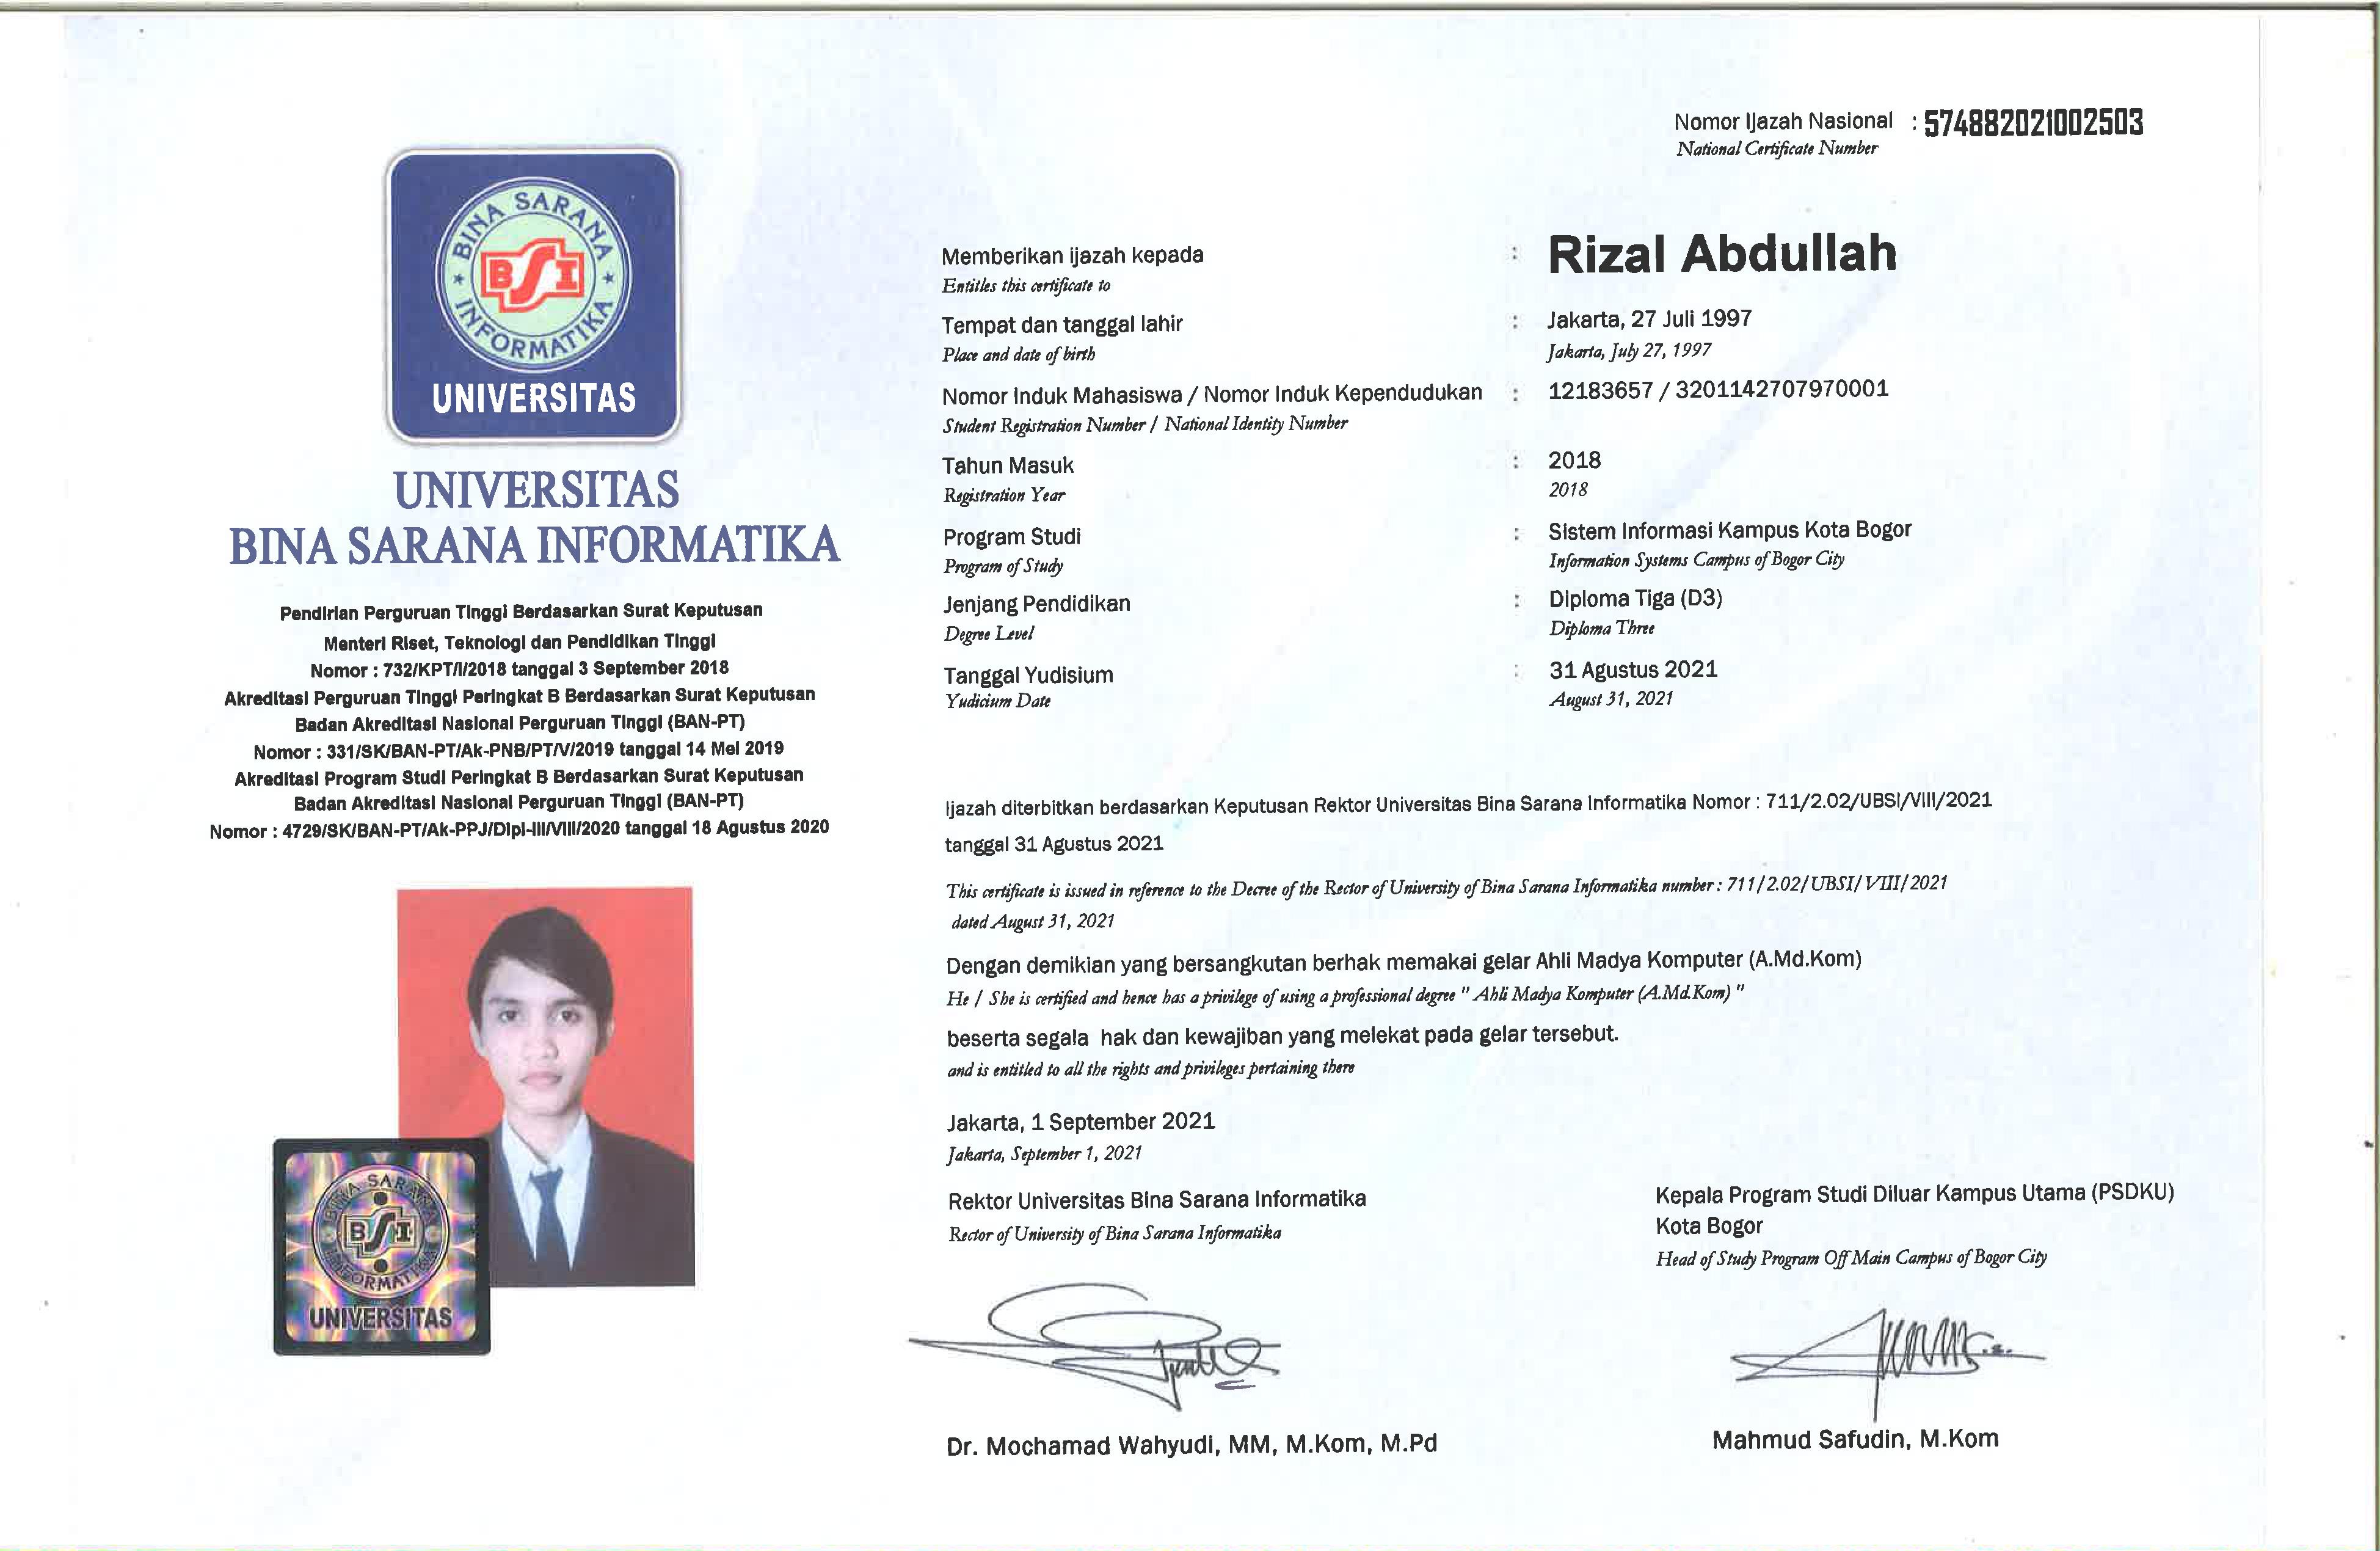 Nomor Ijazah Nasional : 574882021002503
National Certificate Number
BINA SARANA INFORMATIKA
BSI
UNIVERSITAS
UNIVERSITAS
BINA SARANA INFORMATIKA
Pendirian Perguruan Tinggi Berdasarkan Surat Keputusan
Menteri Riset, Teknologi dan Pendidikan Tinggi
Nomor : 732/KPT/I/2018 tanggal 3 September 2018
Akreditasi Perguruan Tinggi Peringkat B Berdasarkan Surat Keputusan
Badan Akreditasi Nasional Perguruan Tinggi (BAN-PT)
Nomor : 331/SK/BAN-PT/Ak-PNB/PT/V/2019 tanggal 14 Mei 2019
Akreditasi Program Studi Peringkat B Berdasarkan Surat Keputusan
Badan Akreditasi Nasional Perguruan Tinggi (BAN-PT)
Nomor : 4729/SK/BAN-PT/Ak-PPJ/Dipl-III/VIII/2020 tanggal 18 Agustus 2020
BINA SARANA INFORMATIKA
BSI
UNIVERSITAS
Memberikan ijazah kepada : Rizal Abdullah
Entitles this certificate to
Tempat dan tanggal lahir : Jakarta, 27 Juli 1997
Place and date of birth Jakarta, July 27, 1997
Nomor Induk Mahasiswa / Nomor Induk Kependudukan : 12183657 / 3201142707970001
Student Registration Number / National Identity Number
Tahun Masuk : 2018
Registration Year 2018
Program Studi : Sistem Informasi Kampus Kota Bogor
Program of Study Information Systems Campus of Bogor City
Jenjang Pendidikan : Diploma Tiga (D3)
Degree Level Diploma Three
Tanggal Yudisium : 31 Agustus 2021
Yudicium Date August 31, 2021
Ijazah diterbitkan berdasarkan Keputusan Rektor Universitas Bina Sarana Informatika Nomor : 711/2.02/UBSI/VIII/2021
tanggal 31 Agustus 2021
This certificate is issued in reference to the Decree of the Rector of University of Bina Sarana Informatika number : 711/2.02/UBSI/VIII/2021
dated August 31, 2021
Dengan demikian yang bersangkutan berhak memakai gelar Ahli Madya Komputer (A.Md.Kom)
He / She is certified and hence has a privilege of using a professional degree " Ahli Madya Komputer (A.Md.Kom) "
beserta segala hak dan kewajiban yang melekat pada gelar tersebut.
and is entitled to all the rights and privileges pertaining there
Jakarta, 1 September 2021
Jakarta, September 1, 2021
Rektor Universitas Bina Sarana Informatika
Rector of University of Bina Sarana Informatika
Dr. Mochamad Wahyudi, MM, M.Kom, M.Pd
Kepala Program Studi Diluar Kampus Utama (PSDKU)
Kota Bogor
Head of Study Program Off Main Campus of Bogor City
Mahmud Safudin, M.Kom